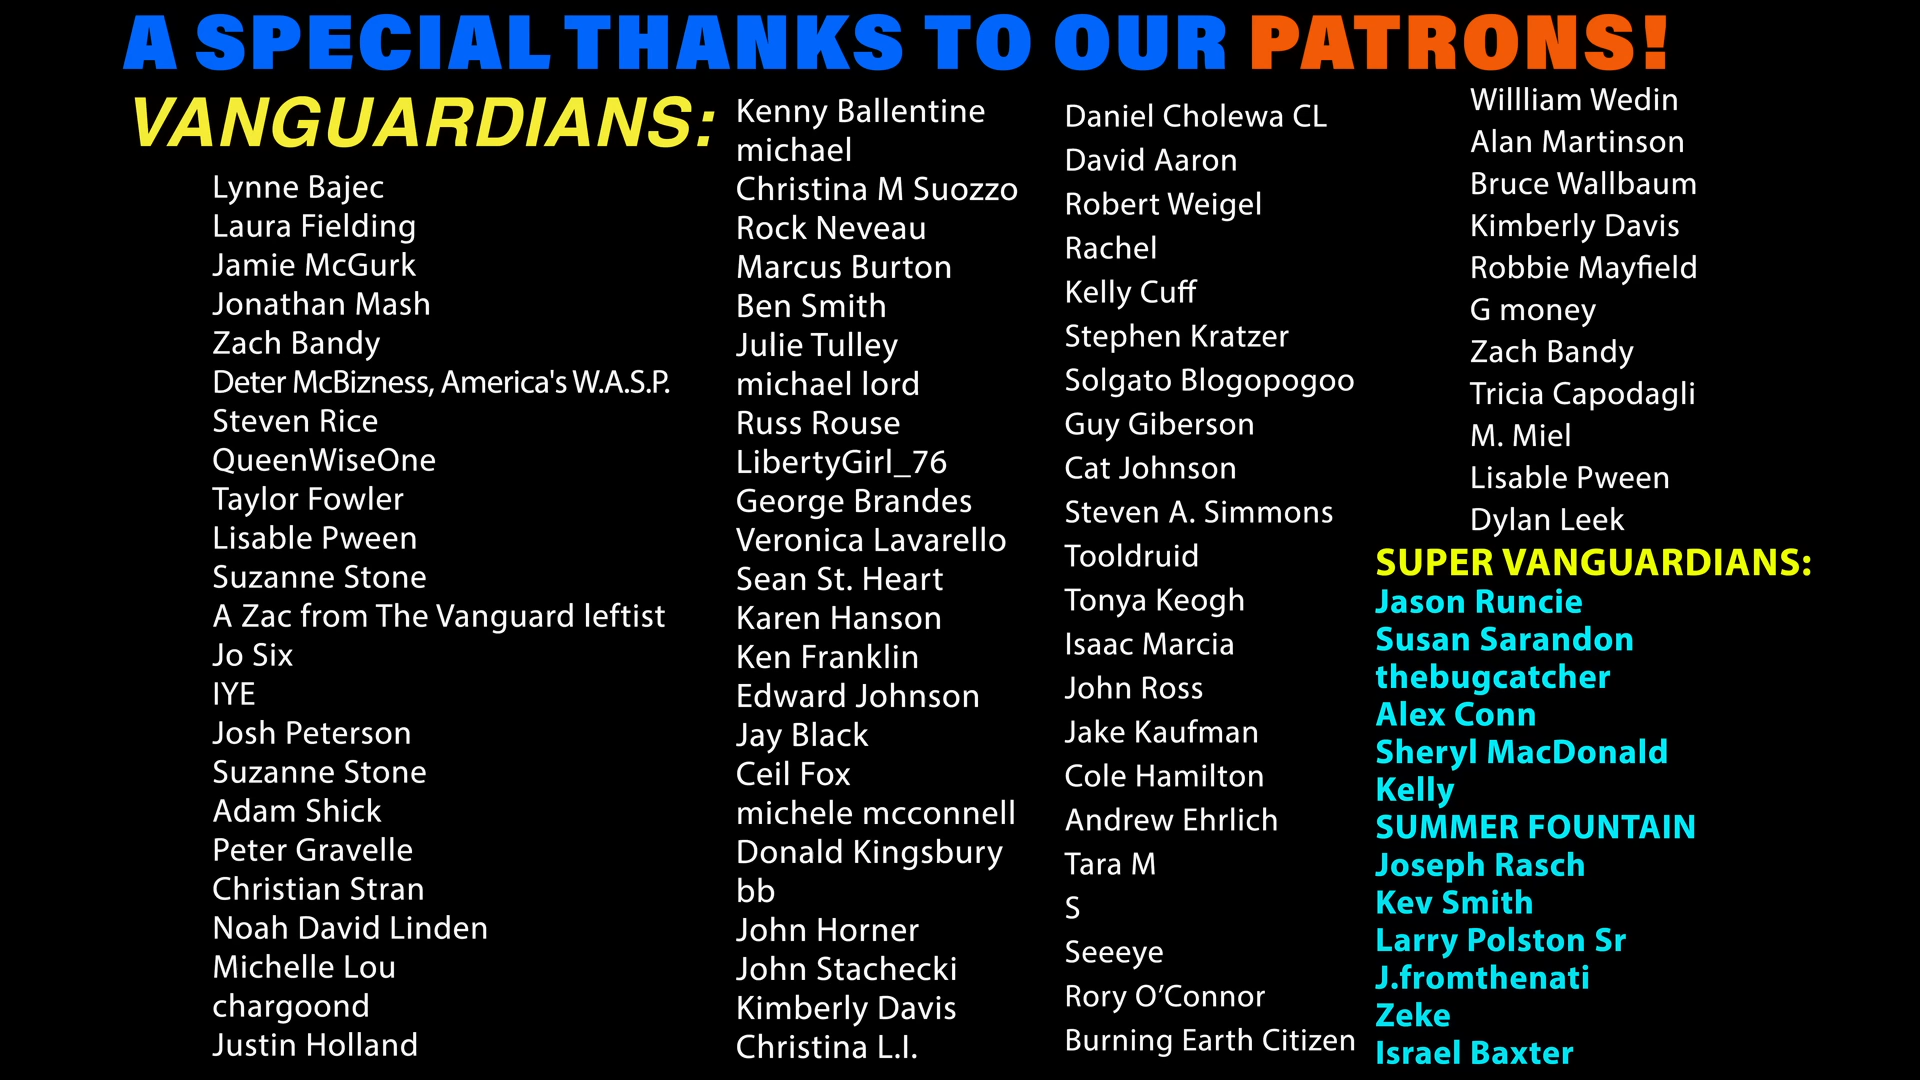 A SPECIAL THANKS TO OUR PATRONS!
VANGUARDIANS:
Lynne Bajec
Laura Fielding
Jamie McGurk
Jonathan Mash
Zach Bandy
Deter McBizness, America's W.A.S.P.
Steven Rice
QueenWiseOne
Taylor Fowler
Lisable Pween
Suzanne Stone
A Zac from The Vanguard leftist
Jo Six
IYE
Josh Peterson
Suzanne Stone
Adam Shick
Peter Gravelle
Christian Stran
Noah David Linden
Michelle Lou
chargoond
Justin Holland
Kenny Ballentine
michael
Christina M Suozzo
Rock Neveau
Marcus Burton
Ben Smith
Julie Tulley
michael lord
Russ Rouse
LibertyGirl_76
George Brandes
Veronica Lavarello
Sean St. Heart
Karen Hanson
Ken Franklin
Edward Johnson
Jay Black
Ceil Fox
michele mcconnell
Donald Kingsbury
bb
John Horner
John Stachecki
Kimberly Davis
Christina L.I.
Daniel Cholewa CL
David Aaron
Robert Weigel
Rachel
Kelly Cuff
Stephen Kratzer
Solgato Blogopogoo
Guy Giberson
Cat Johnson
Steven A. Simmons
Tooldruid
Tonya Keogh
Isaac Marcia
John Ross
Jake Kaufman
Cole Hamilton
Andrew Ehrlich
Tara M
S
Seeeye
Rory O’Connor
Burning Earth Citizen
Willliam Wedin
Alan Martinson
Bruce Wallbaum
Kimberly Davis
Robbie Mayfield
G money
Zach Bandy
Tricia Capodagli
M. Miel
Lisable Pween
Dylan Leek
SUPER VANGUARDIANS:
Jason Runcie
Susan Sarandon
thebugcatcher
Alex Conn
Sheryl MacDonald
Kelly
SUMMER FOUNTAIN
Joseph Rasch
Kev Smith
Larry Polston Sr
J.fromthenati
Zeke
Israel Baxter